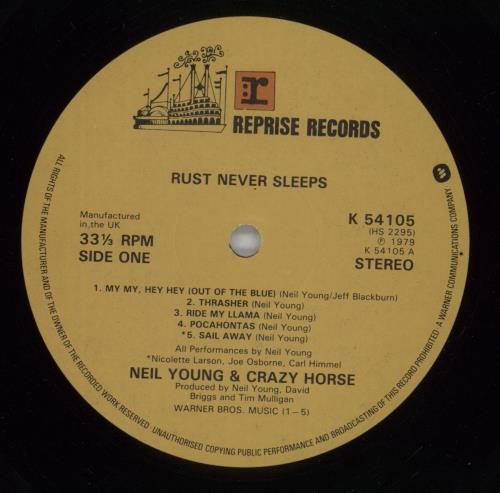 r
REPRISE RECORDS
RUST NEVER SLEEPS
Manufactured
in the UK
33⅓ RPM
SIDE ONE
K 54105
(HS 2295)
℗ 1979
K 54105 A
STEREO
1. MY MY, HEY HEY (OUT OF THE BLUE) (Neil Young/Jeff Blackburn)
2. THRASHER (Neil Young)
3. RIDE MY LLAMA (Neil Young)
4. POCAHONTAS (Neil Young)
*5. SAIL AWAY (Neil Young)
All Performances by Neil Young
*Nicolette Larson, Joe Osborne, Carl Himmel
NEIL YOUNG & CRAZY HORSE
Produced by Neil Young, David
Briggs and Tim Mulligan
WARNER BROS. MUSIC (1–5)
ALL RIGHTS OF THE MANUFACTURER AND OF THE OWNER OF THE RECORDED WORK RESERVED UNAUTHORISED COPYING PUBLIC PERFORMANCE AND BROADCASTING OF THIS RECORD PROHIBITED A WARNER COMMUNICATIONS COMPANY